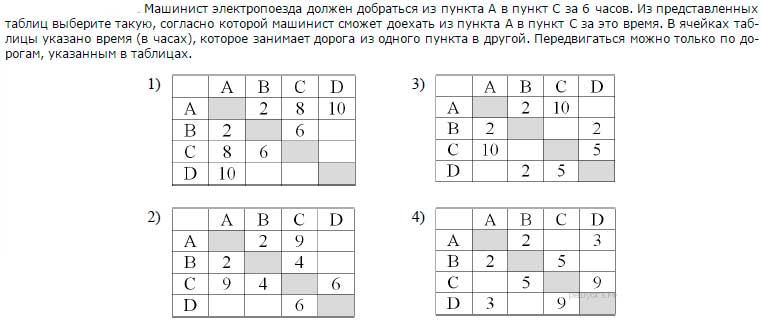 . Машинист электропоезда должен добраться из пункта А в пункт С за 6 часов. Из представленных
таблиц выберите такую, согласно которой машинист сможет доехать из пункта А в пункт С за это время. В ячейках таб-
лицы указано время (в часах), которое занимает дорога из одного пункта в другой. Передвигаться можно только по до-
рогам, указанным в таблицах.
1)
A B C D
A 2 8 10
B 2 6
C 8 6
D 10
3)
A B C D
A 2 10
B 2 2
C 10 5
D 2 5
2)
A B C D
A 2 9
B 2 4
C 9 4 6
D 6
4)
A B C D
A 2 3
B 2 5
C 5 9
D 3 9